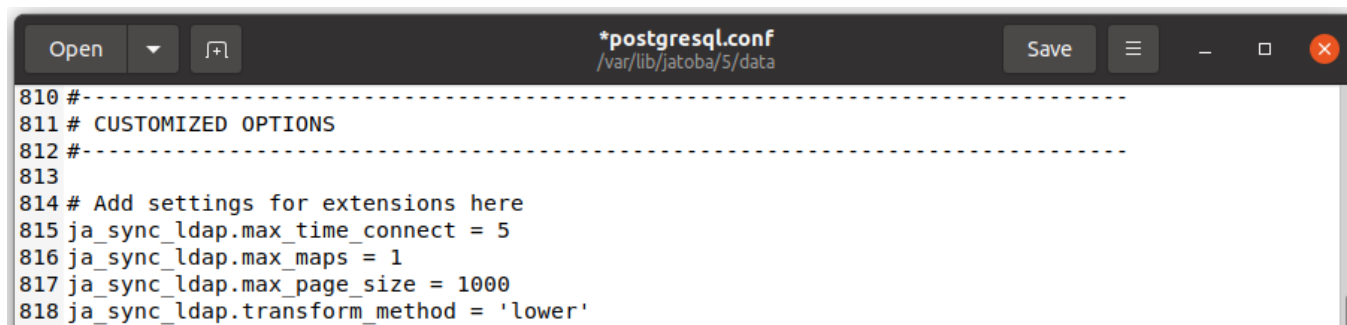 Open
*postgresql.conf
/var/lib/jatoba/5/data
Save
810 #------------------------------------------------------------------------------
811 # CUSTOMIZED OPTIONS
812 #------------------------------------------------------------------------------
813
814 # Add settings for extensions here
815 ja_sync_ldap.max_time_connect = 5
816 ja_sync_ldap.max_maps = 1
817 ja_sync_ldap.max_page_size = 1000
818 ja_sync_ldap.transform_method = 'lower'